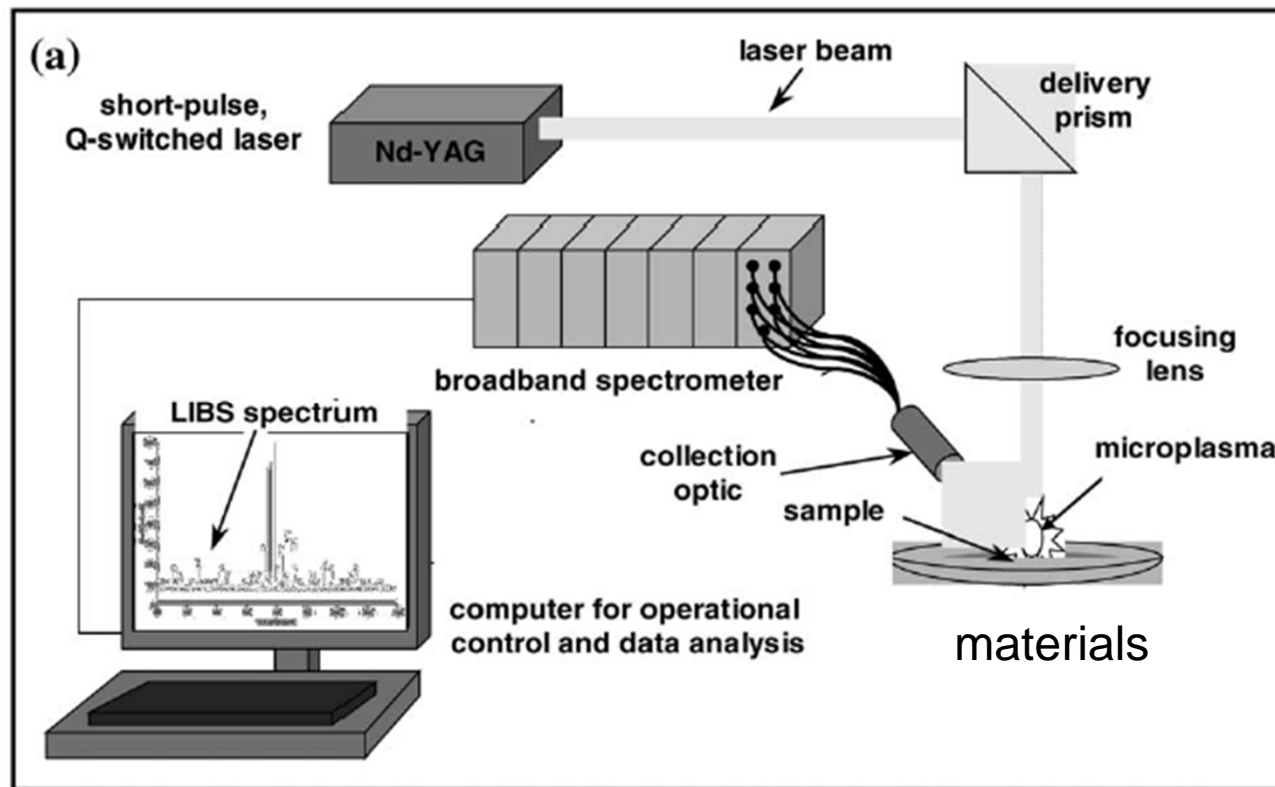 (a)
short-pulse,
Q-switched laser
Nd-YAG
laser beam
delivery
prism
focusing
lens
broadband spectrometer
LIBS spectrum
collection
optic
microplasma
sample
computer for operational
control and data analysis
materials